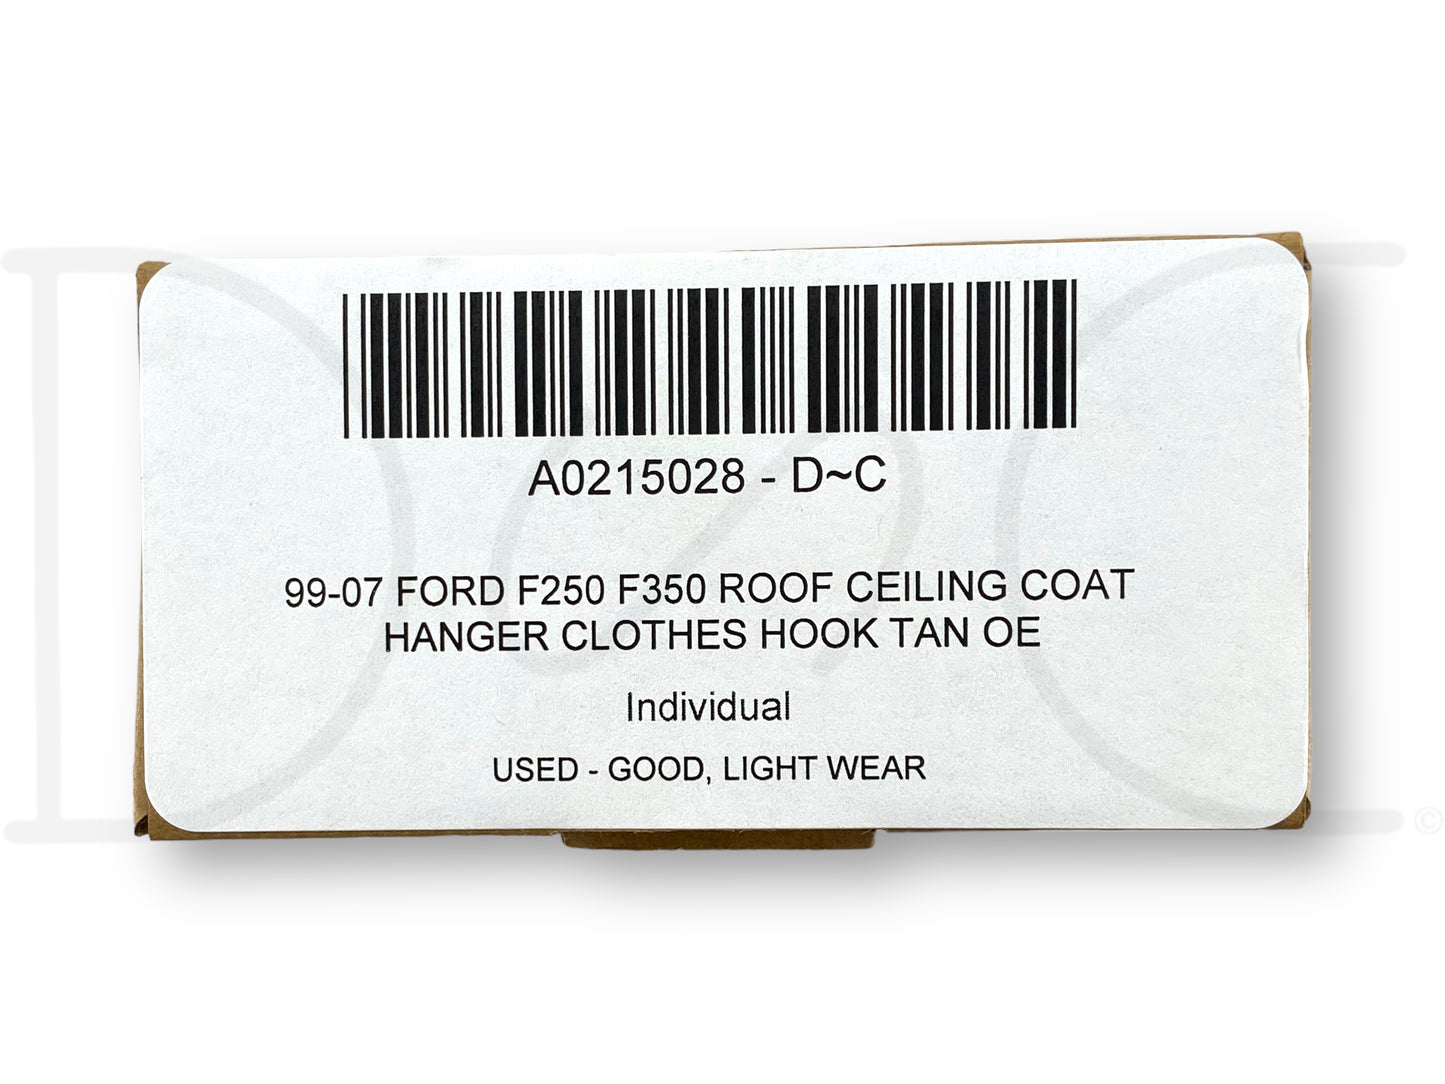 A0215028 - D~C
99-07 FORD F250 F350 ROOF CEILING COAT
HANGER CLOTHES HOOK TAN OE
Individual
USED - GOOD, LIGHT WEAR